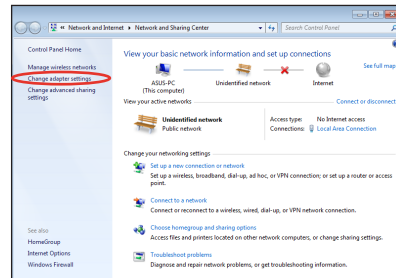 « Network and Internet ▸ Network and Sharing Center
Search Control Panel
Control Panel Home
Manage wireless networks
Change adapter settings
Change advanced sharing
settings
See also
HomeGroup
Internet Options
Windows Firewall
View your basic network information and set up connections
See full map
ASUS-PC
(This computer)
Unidentified network
Internet
View your active networks
Connect or disconnect
Unidentified network
Public network
Access type: No Internet access
Connections: Local Area Connection
Change your networking settings
Set up a new connection or network
Set up a wireless, broadband, dial-up, ad hoc, or VPN connection; or set up a router or access
point.
Connect to a network
Connect or reconnect to a wireless, wired, dial-up, or VPN network connection.
Choose homegroup and sharing options
Access files and printers located on other network computers, or change sharing settings.
Troubleshoot problems
Diagnose and repair network problems, or get troubleshooting information.